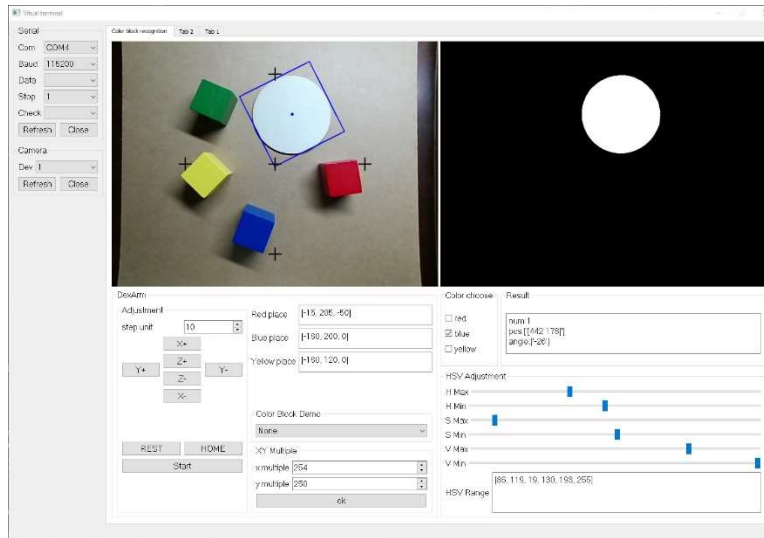 Virtual terminal
Serial
Com COM4
Baud 115200
Data
Stop 1
Check
Refresh Close
Camera
Dev 1
Refresh Close
Color block recognition Tab 2 Tab 1
DexArm
Adjustment
step unit 10
X+
Z+
Y+ Y-
Z-
X-
REST HOME
Start
Red place [-15, 205, -50]
Blue place [-160, 200, 0]
Yellow place [-160, 120, 0]
Color Block Demo
None
XY Multiple
x multiple 254
y multiple 250
ok
Color choose
red
blue
yellow
Result
num:1
pos:[[442 178]']
angle:['-26']
HSV Adjustment
H Max
H Min
S Max
S Min
V Max
V Min
HSV Range [86, 119, 19, 130, 193, 255]